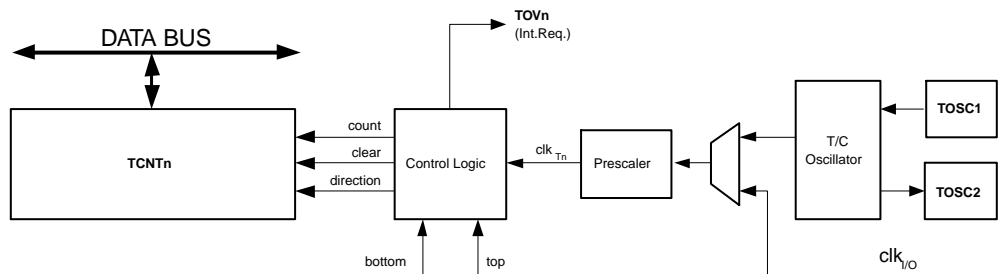 TOVn
(Int.Req.)
DATA BUS
TCNTn
count
clear
direction
Control Logic
clk Tn
Prescaler
T/C
Oscillator
TOSC1
TOSC2
bottom
top
clk I/O